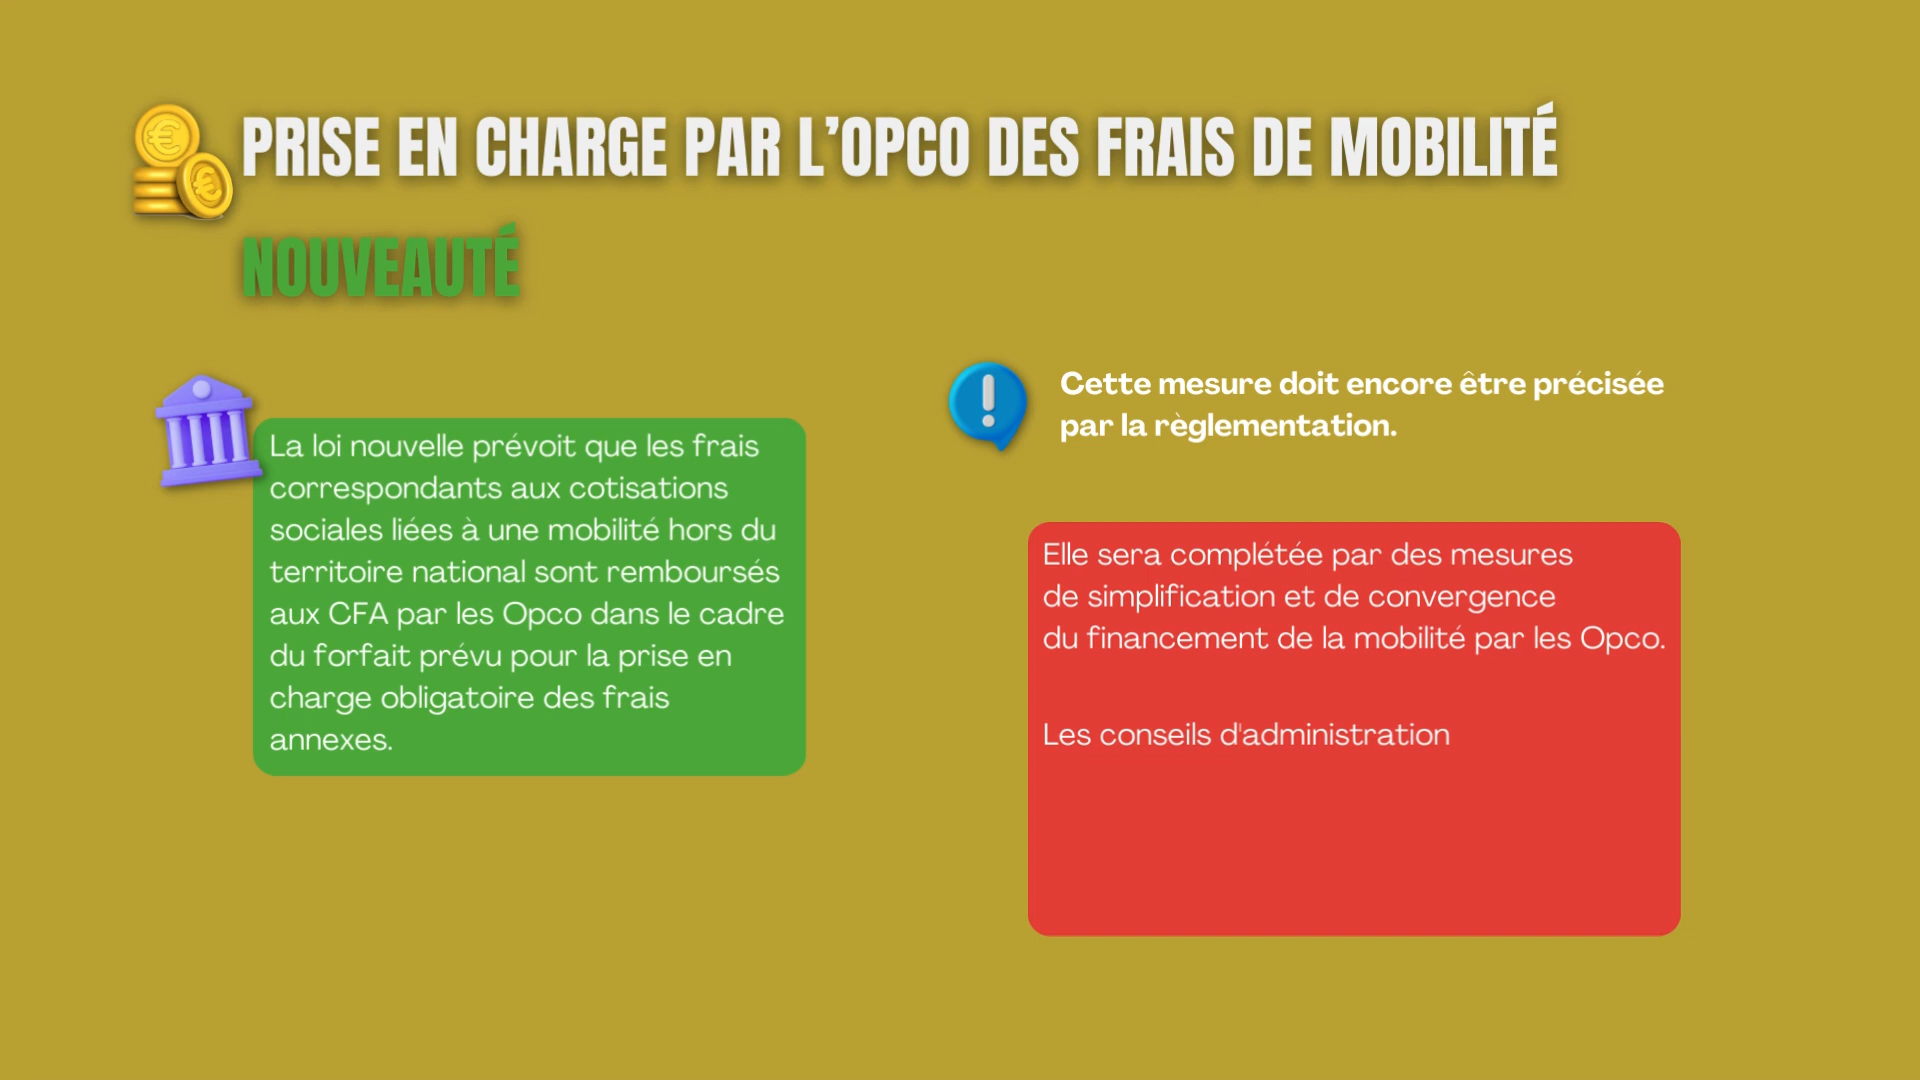 PRISE EN CHARGE PAR L’OPCO DES FRAIS DE MOBILITÉ
NOUVEAUTÉ
La loi nouvelle prévoit que les frais
correspondants aux cotisations
sociales liées à une mobilité hors du
territoire national sont remboursés
aux CFA par les Opco dans le cadre
du forfait prévu pour la prise en
charge obligatoire des frais
annexes.
Cette mesure doit encore être précisée
par la règlementation.
Elle sera complétée par des mesures
de simplification et de convergence
du financement de la mobilité par les Opco.
Les conseils d'administration